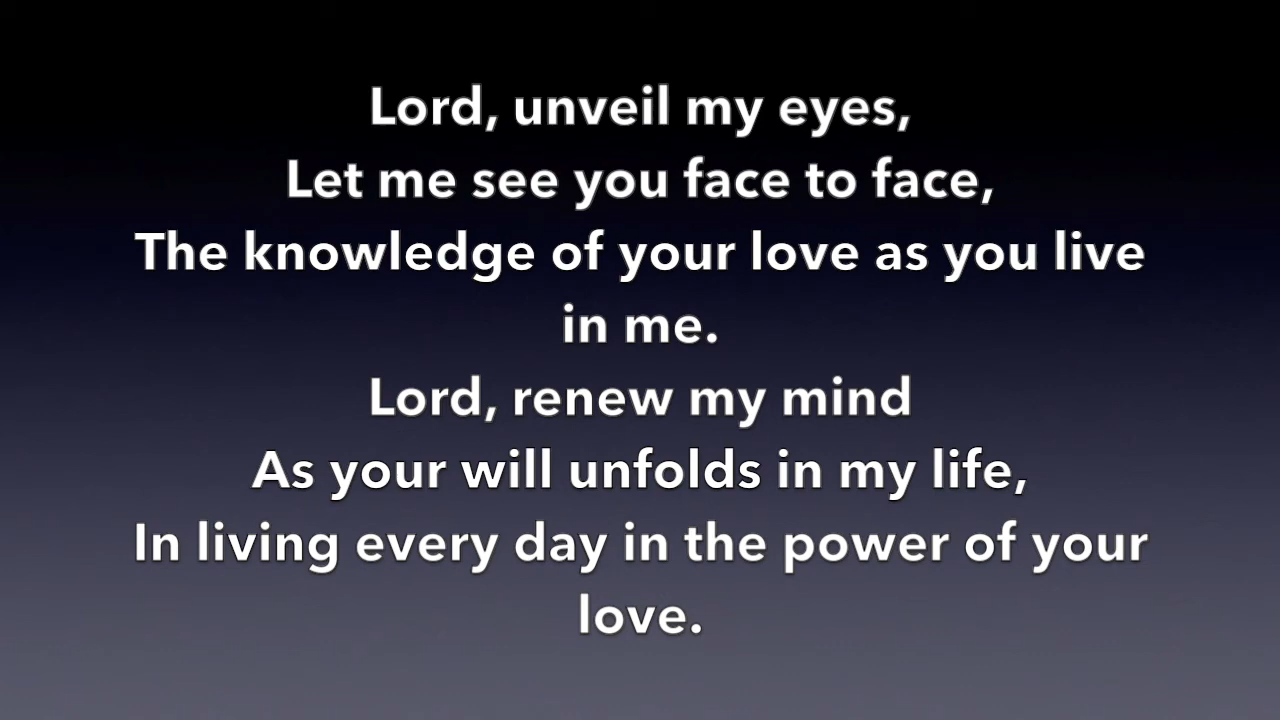 Lord, unveil my eyes,
Let me see you face to face,
The knowledge of your love as you live
in me.
Lord, renew my mind
As your will unfolds in my life,
In living every day in the power of your
love.